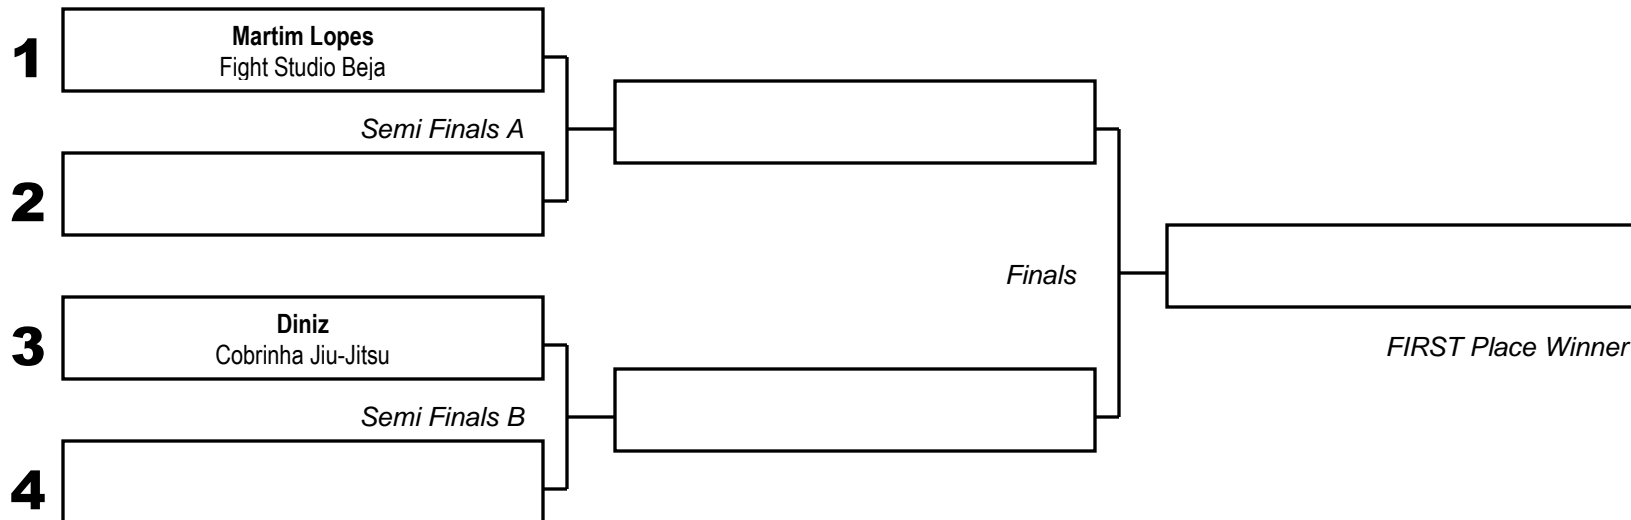 1
Martim Lopes
Fight Studio Beja
Semi Finals A
2
Finals
3
Diniz
Cobrinha Jiu-Jitsu
FIRST Place Winner
Semi Finals B
4